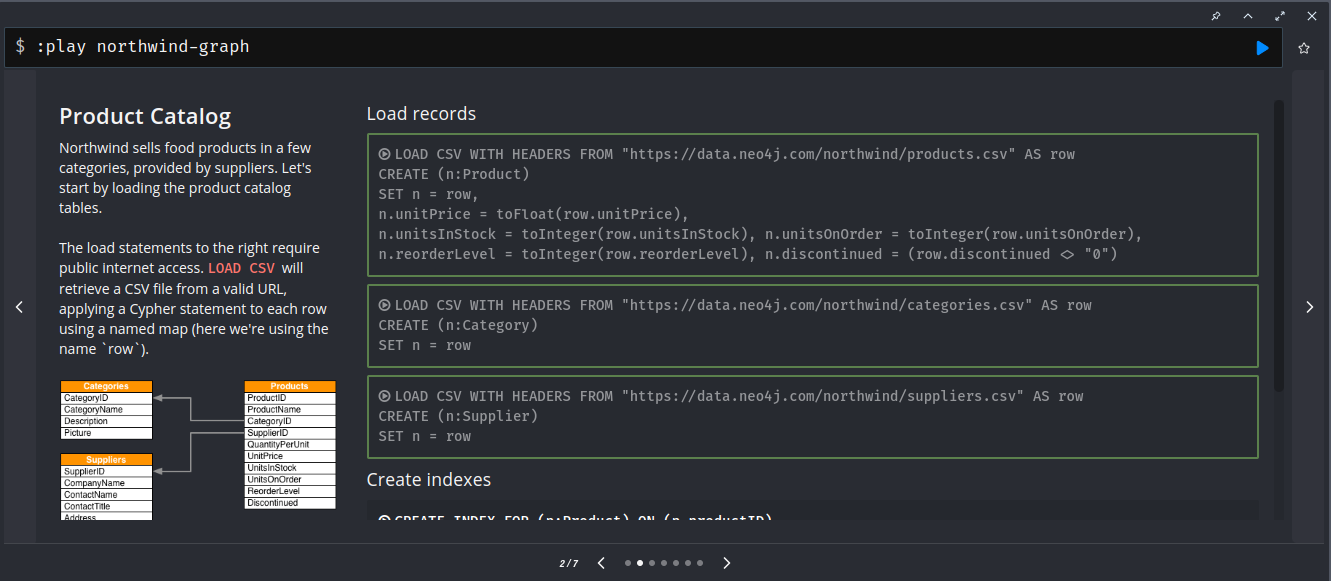 $ :play northwind-graph
Product Catalog
Northwind sells food products in a few
categories, provided by suppliers. Let's
start by loading the product catalog
tables.
The load statements to the right require
public internet access. LOAD CSV will
retrieve a CSV file from a valid URL,
applying a Cypher statement to each row
using a named map (here we're using the
name `row`).
Categories
CategoryID
CategoryName
Description
Picture
Suppliers
SupplierID
CompanyName
ContactName
ContactTitle
Address
Products
ProductID
ProductName
CategoryID
SupplierID
QuantityPerUnit
UnitPrice
UnitsInStock
UnitsOnOrder
ReorderLevel
Discontinued
Load records
LOAD CSV WITH HEADERS FROM "https://data.neo4j.com/northwind/products.csv" AS row
CREATE (n:Product)
SET n = row,
n.unitPrice = toFloat(row.unitPrice),
n.unitsInStock = toInteger(row.unitsInStock), n.unitsOnOrder = toInteger(row.unitsOnOrder),
n.reorderLevel = toInteger(row.reorderLevel), n.discontinued = (row.discontinued <> "0")
LOAD CSV WITH HEADERS FROM "https://data.neo4j.com/northwind/categories.csv" AS row
CREATE (n:Category)
SET n = row
LOAD CSV WITH HEADERS FROM "https://data.neo4j.com/northwind/suppliers.csv" AS row
CREATE (n:Supplier)
SET n = row
Create indexes
CREATE INDEX FOR (n:Product) ON (n.productID)
2/7